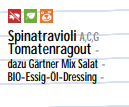 Spinatravioli A,C,G
Tomatenragout -
dazu Gärtner Mix Salat -
BIO-Essig-Öl-Dressing -